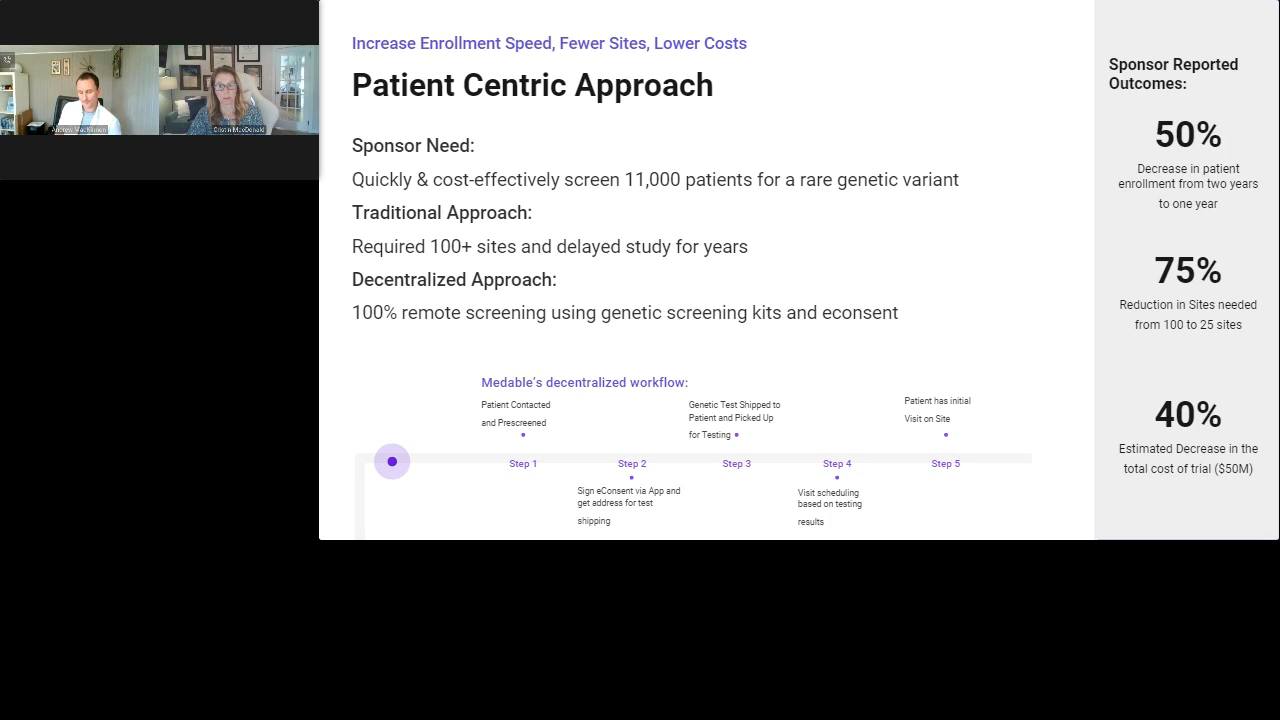 Andrew MacKinnon
Cristin MacDonald
Increase Enrollment Speed, Fewer Sites, Lower Costs
Patient Centric Approach
Sponsor Need:
Quickly & cost-effectively screen 11,000 patients for a rare genetic variant
Traditional Approach:
Required 100+ sites and delayed study for years
Decentralized Approach:
100% remote screening using genetic screening kits and econsent
Medable's decentralized workflow:
Patient Contacted
and Prescreened
Step 1
Step 2
Sign eConsent via App and
get address for test
shipping
Genetic Test Shipped to
Patient and Picked Up
for Testing
Step 3
Step 4
Visit scheduling
based on testing
results
Patient has initial
Visit on Site
Step 5
Sponsor Reported
Outcomes:
50%
Decrease in patient
enrollment from two years
to one year
75%
Reduction in Sites needed
from 100 to 25 sites
40%
Estimated Decrease in the
total cost of trial ($50M)